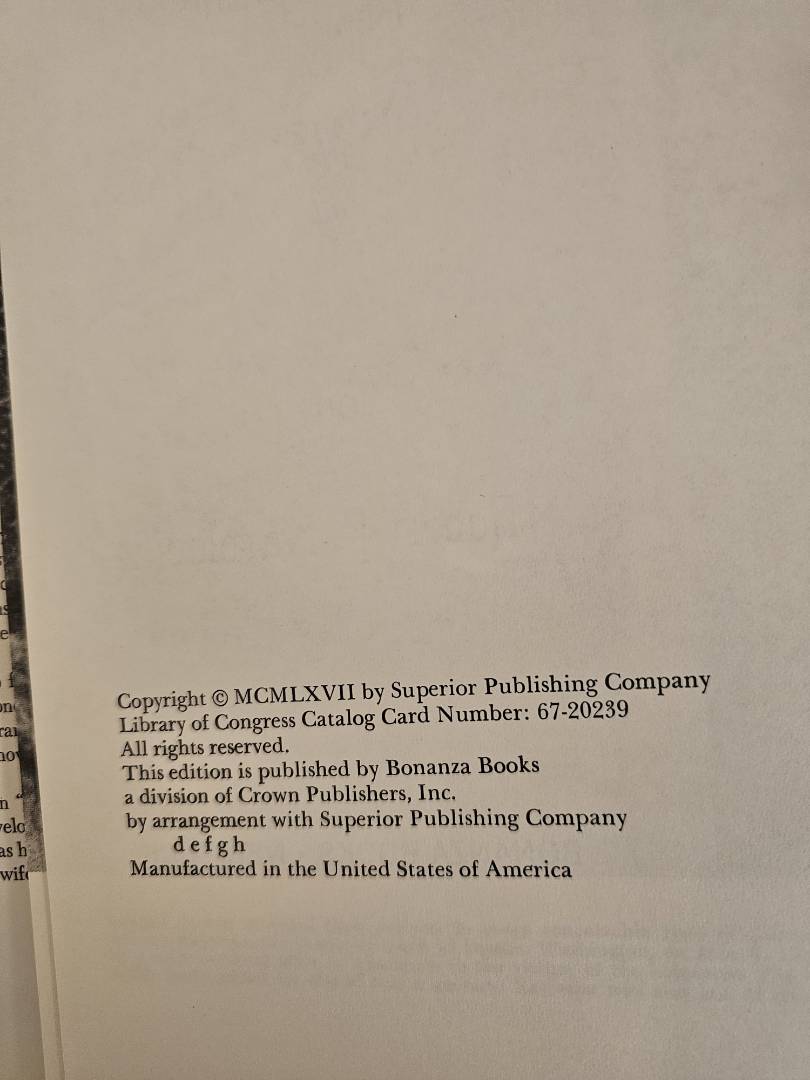 Copyright © MCMLXVII by Superior Publishing Company
Library of Congress Catalog Card Number: 67-20239
All rights reserved.
This edition is published by Bonanza Books
a division of Crown Publishers, Inc.
by arrangement with Superior Publishing Company
d e f g h
Manufactured in the United States of America